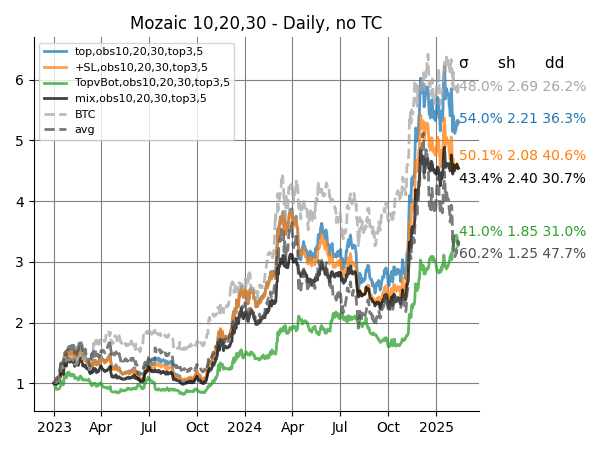 Mozaic 10,20,30 - Daily, no TC
top,obs10,20,30,top3,5
+SL,obs10,20,30,top3,5
TopvBot,obs10,20,30,top3,5
mix,obs10,20,30,top3,5
BTC
avg
σ sh dd
48.0% 2.69 26.2%
54.0% 2.21 36.3%
50.1% 2.08 40.6%
43.4% 2.40 30.7%
41.0% 1.85 31.0%
60.2% 1.25 47.7%
6
5
4
3
2
1
2023 Apr Jul Oct 2024 Apr Jul Oct 2025